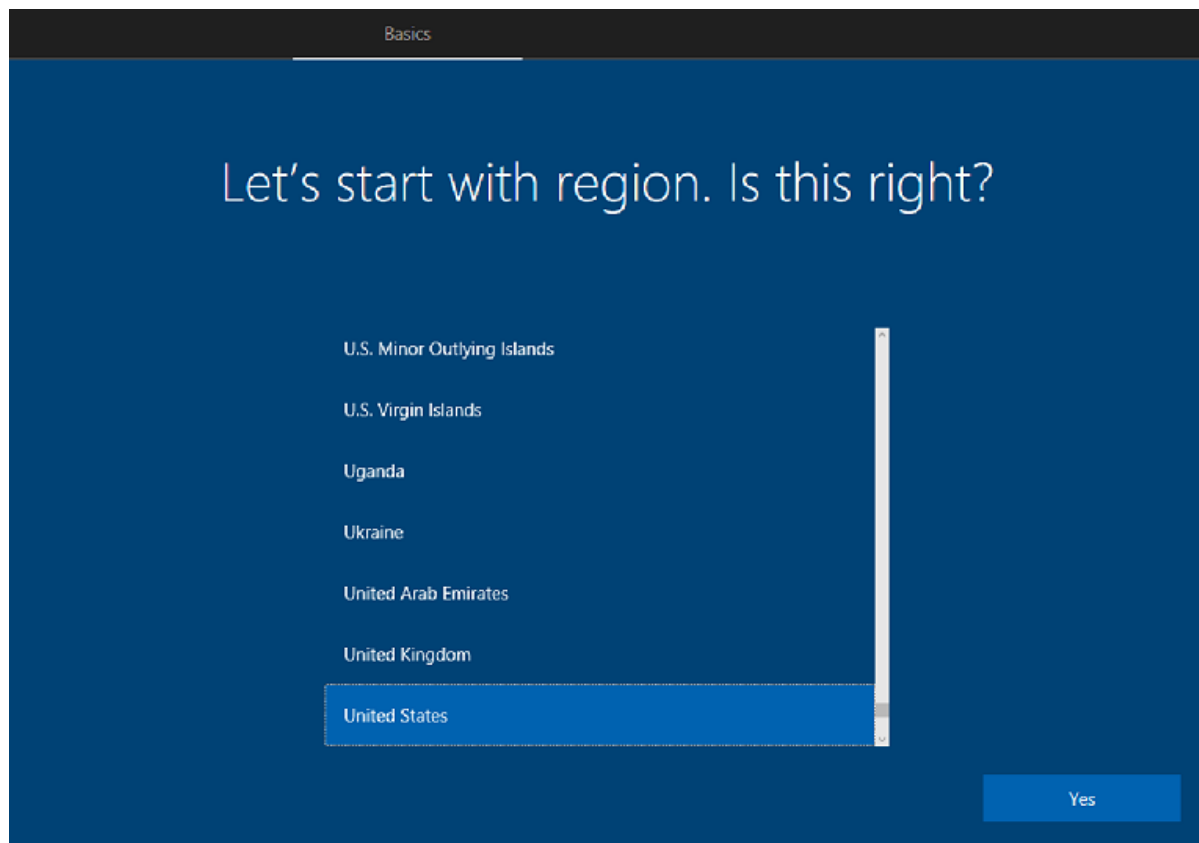 Basics
Let's start with region. Is this right?
U.S. Minor Outlying Islands
U.S. Virgin Islands
Uganda
Ukraine
United Arab Emirates
United Kingdom
United States
Yes